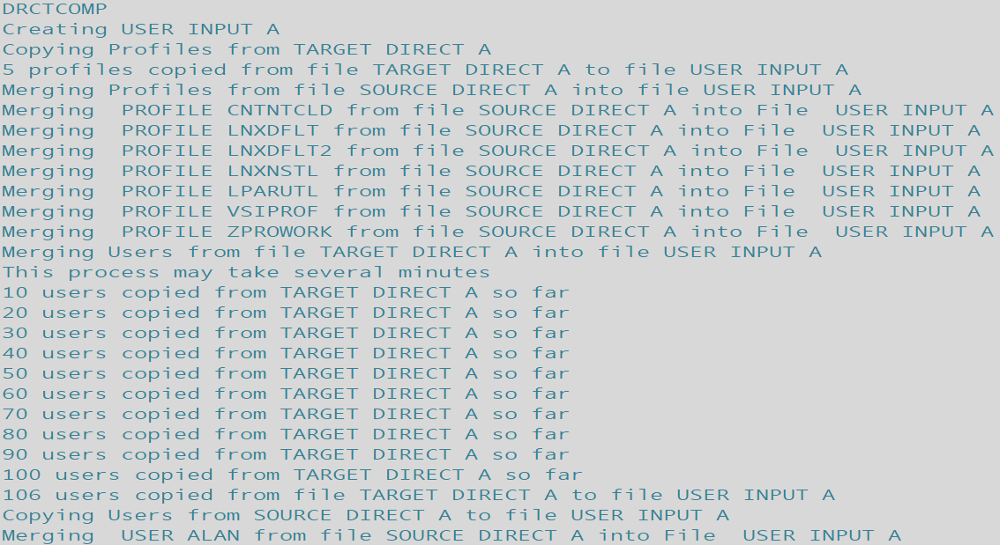 DRCTCOMP
Creating USER INPUT A
Copying Profiles from TARGET DIRECT A
5 profiles copied from file TARGET DIRECT A to file USER INPUT A
Merging Profiles from file SOURCE DIRECT A into file USER INPUT A
Merging  PROFILE CNTNTCLD from file SOURCE DIRECT A into File  USER INPUT A
Merging  PROFILE LNXDFLT from file SOURCE DIRECT A into File  USER INPUT A
Merging  PROFILE LNXDFLT2 from file SOURCE DIRECT A into File  USER INPUT A
Merging  PROFILE LNXNSTL from file SOURCE DIRECT A into File  USER INPUT A
Merging  PROFILE LPARUTL from file SOURCE DIRECT A into File  USER INPUT A
Merging  PROFILE VSIPROF from file SOURCE DIRECT A into File  USER INPUT A
Merging  PROFILE ZPROWORK from file SOURCE DIRECT A into File  USER INPUT A
Merging Users from file TARGET DIRECT A into file USER INPUT A
This process may take several minutes
10 users copied from TARGET DIRECT A so far
20 users copied from TARGET DIRECT A so far
30 users copied from TARGET DIRECT A so far
40 users copied from TARGET DIRECT A so far
50 users copied from TARGET DIRECT A so far
60 users copied from TARGET DIRECT A so far
70 users copied from TARGET DIRECT A so far
80 users copied from TARGET DIRECT A so far
90 users copied from TARGET DIRECT A so far
100 users copied from TARGET DIRECT A so far
106 users copied from file TARGET DIRECT A to file USER INPUT A
Copying Users from SOURCE DIRECT A to file USER INPUT A
Merging  USER ALAN from file SOURCE DIRECT A into File  USER INPUT A